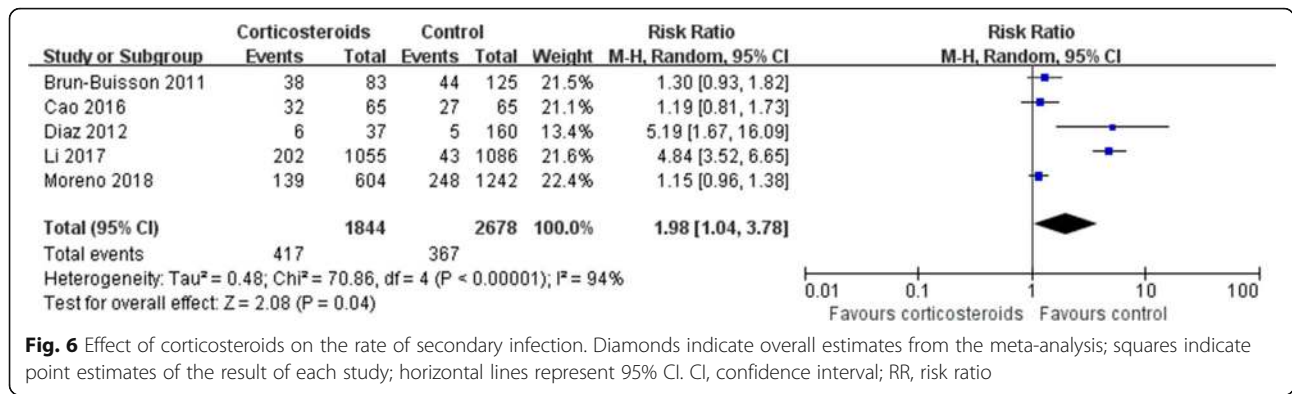 Corticosteroids Control Risk Ratio Risk Ratio
Study or Subgroup Events Total Events Total Weight M-H, Random, 95% CI M-H, Random, 95% CI
Brun-Buisson 2011 38 83 44 125 21.5% 1.30 [0.93, 1.82]
Cao 2016 32 65 27 65 21.1% 1.19 [0.81, 1.73]
Diaz 2012 6 37 5 160 13.4% 5.19 [1.67, 16.09]
Li 2017 202 1055 43 1086 21.6% 4.84 [3.52, 6.65]
Moreno 2018 139 604 248 1242 22.4% 1.15 [0.96, 1.38]
Total (95% CI) 1844 2678 100.0% 1.98 [1.04, 3.78]
Total events 417 367
Heterogeneity: Tau² = 0.48; Chi² = 70.86, df = 4 (P < 0.00001); I² = 94%
Test for overall effect: Z = 2.08 (P = 0.04)
0.01 0.1 1 10 100
Favours corticosteroids Favours control
Fig. 6 Effect of corticosteroids on the rate of secondary infection. Diamonds indicate overall estimates from the meta-analysis; squares indicate
point estimates of the result of each study; horizontal lines represent 95% CI. CI, confidence interval; RR, risk ratio